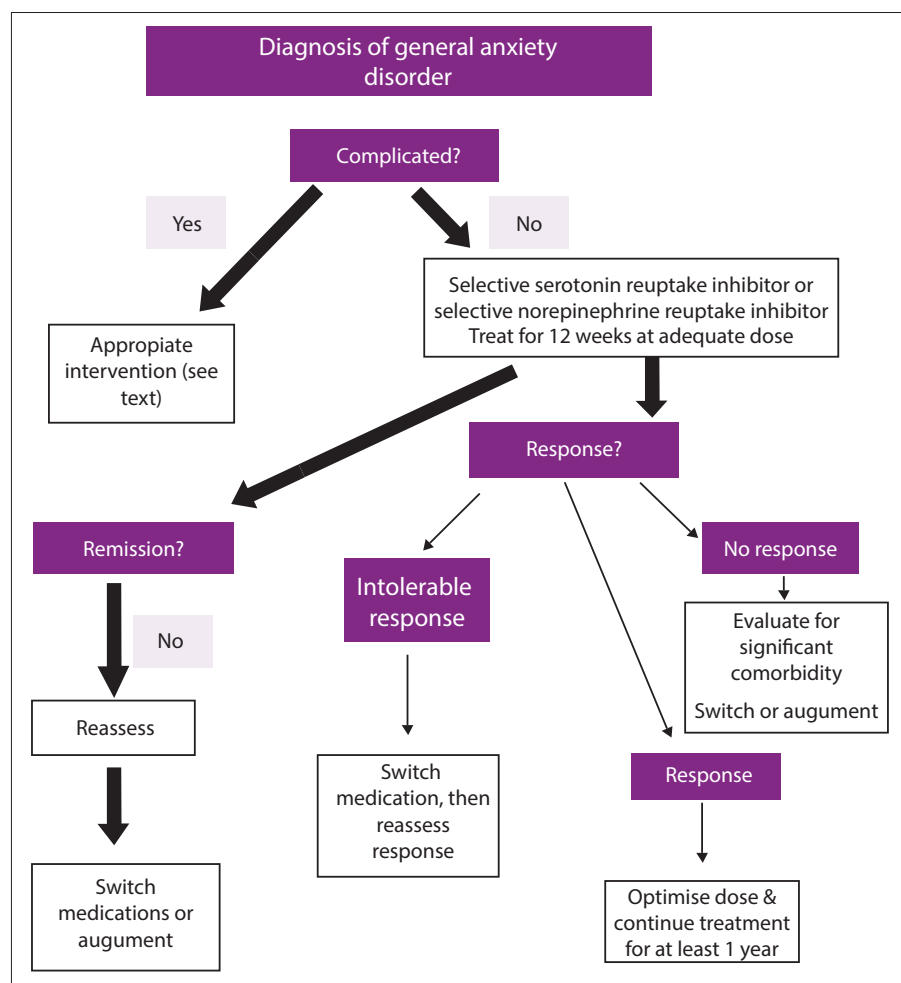 Diagnosis of general anxiety
disorder
Complicated?
Yes
No
Selective serotonin reuptake inhibitor or
selective norepinephrine reuptake inhibitor
Treat for 12 weeks at adequate dose
Appropiate
intervention (see
text)
Response?
Remission?
No response
Intolerable
response
No
Evaluate for
significant
comorbidity
Switch or augument
Reassess
Switch
medication, then
reassess
response
Response
Switch
medications or
augument
Optimise dose &
continue treatment
for at least 1 year